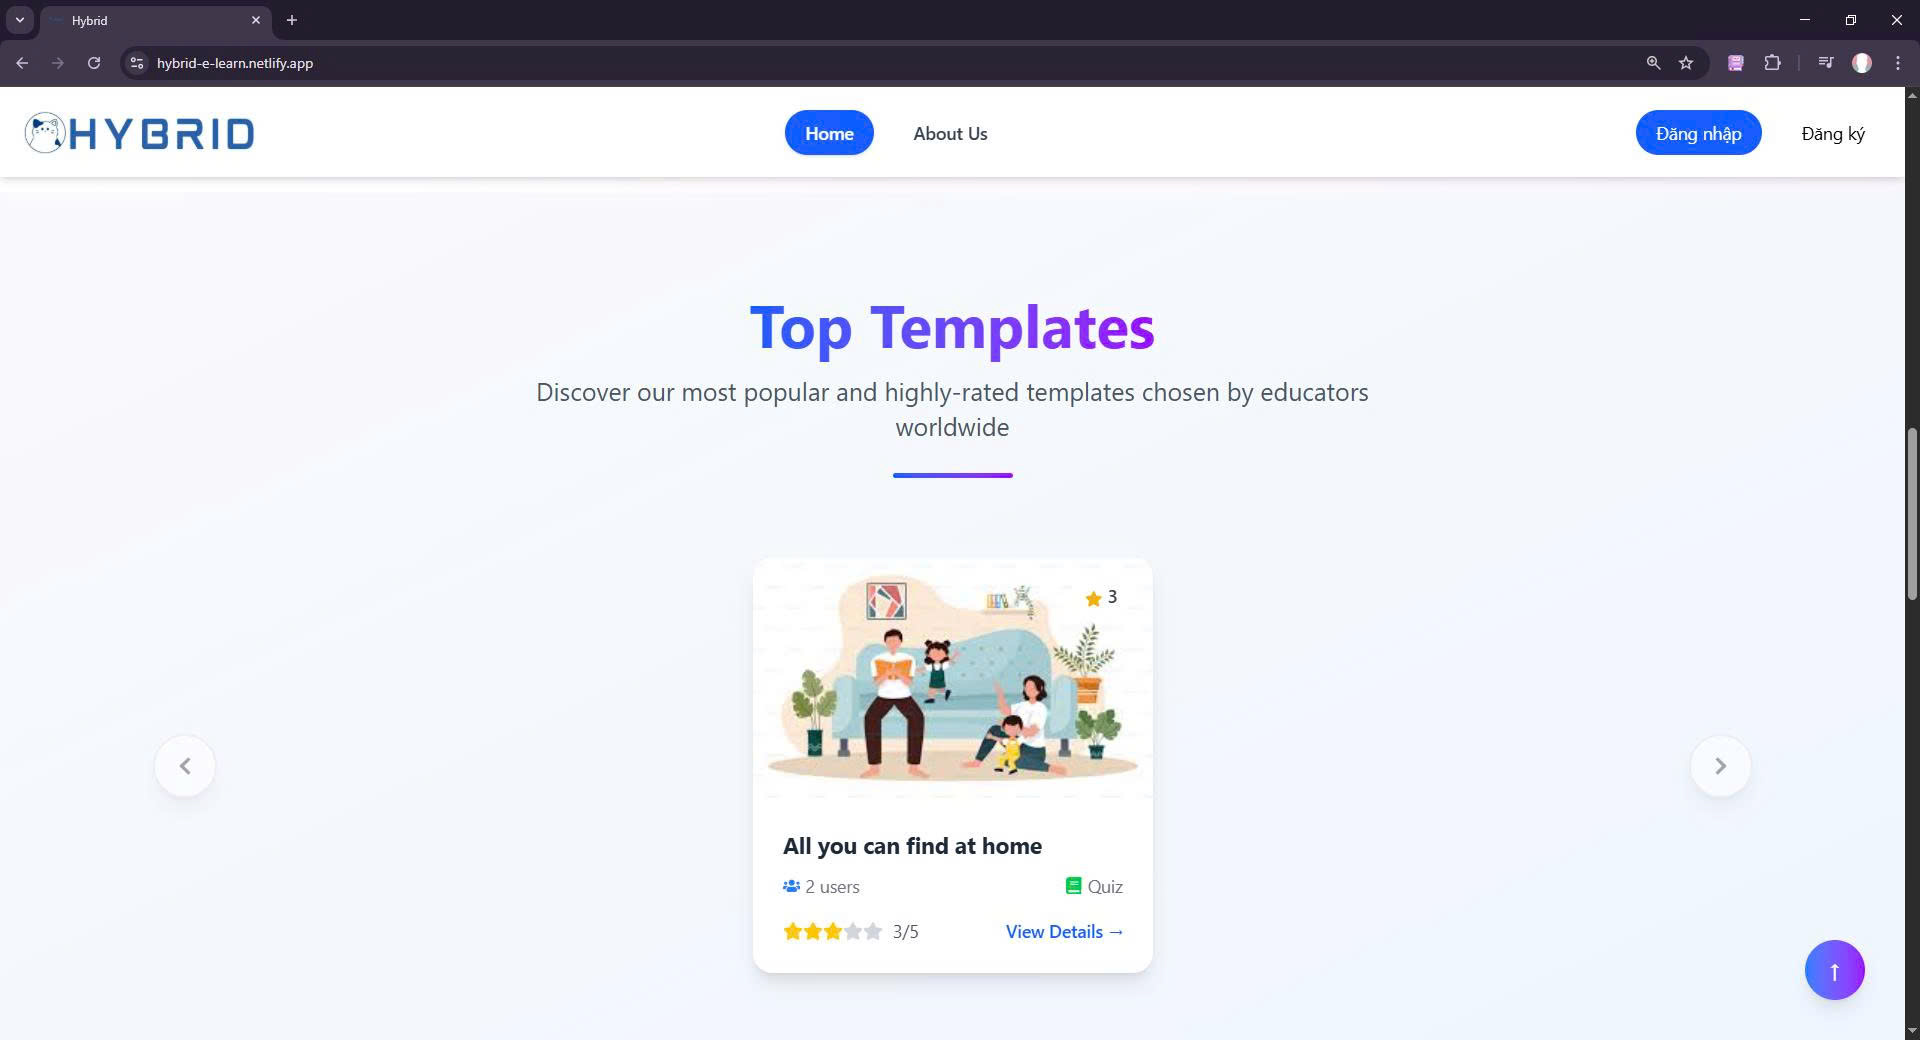 Hybrid
hybrid-e-learn.netlify.app
HYBRID
Home
About Us
Đăng nhập
Đăng ký
Top Templates
Discover our most popular and highly-rated templates chosen by educators
worldwide
3
All you can find at home
2 users
Quiz
3/5
View Details →
↑